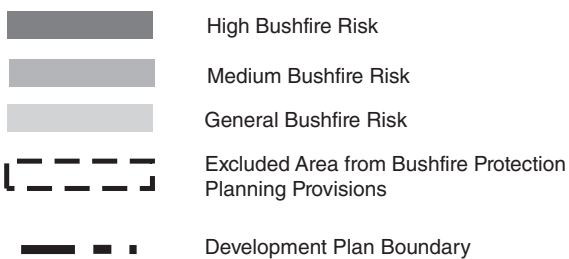 High Bushfire Risk
Medium Bushfire Risk
General Bushfire Risk
Excluded Area from Bushfire Protection
Planning Provisions
Development Plan Boundary